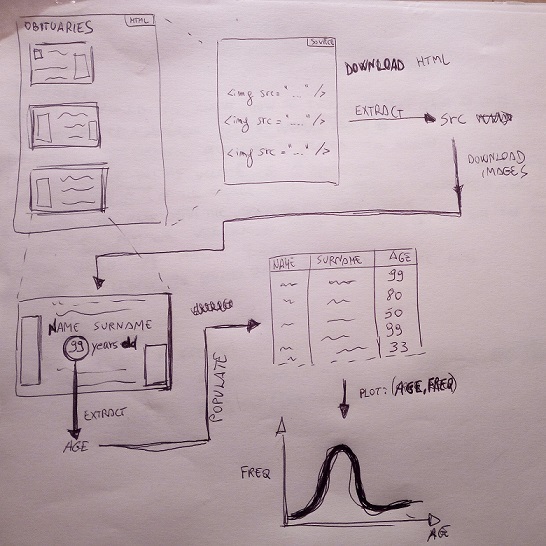 OBITUARIES
HTML
SOURCE
<img src="..." />
<img src="...." />
<img src="..." />
DOWNLOAD HTML
EXTRACT
src
DOWNLOAD
IMAGES
NAME SURNAME
99 years old
EXTRACT
AGE
POPULATE
NAME SURNAME AGE
99
80
50
99
33
PLOT: (AGE, FREQ)
FREQ
AGE